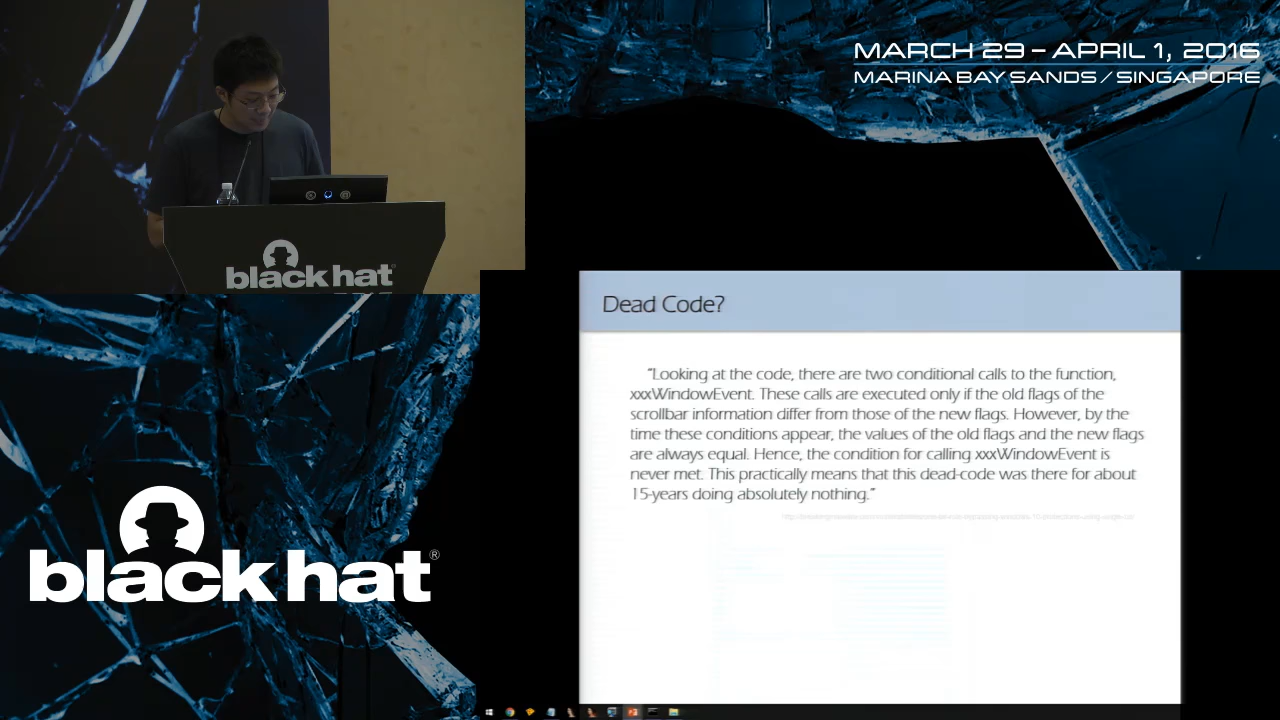 MARCH 29 – APRIL 1, 2016
MARINA BAY SANDS / SINGAPORE
black hat
Dead Code?
"Looking at the code, there are two conditional calls to the function,
xxxWindowEvent. These calls are executed only if the old flags of the
scrollbar information differ from those of the new flags. However, by the
time these conditions appear, the values of the old flags and the new flags
are always equal. Hence, the condition for calling xxxWindowEvent is
never met. This practically means that this dead-code was there for about
15-years doing absolutely nothing."
black hat®